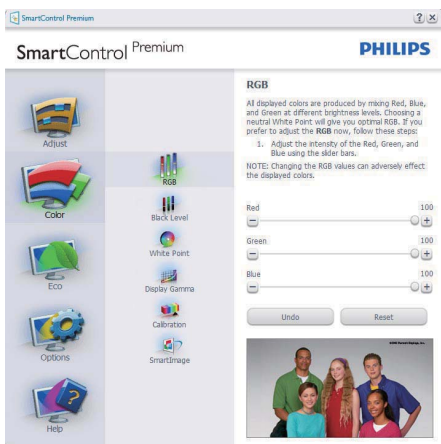 SmartControl Premium
SmartControl Premium
PHILIPS
Adjust
Color
Eco
Options
Help
RGB
Black Level
White Point
Display Gamma
Calibration
SmartImage
RGB
All displayed colors are produced by mixing Red, Blue,
and Green at different brightness levels. Choosing a
neutral White Point will give you optimal RGB. If you
prefer to adjust the RGB now, follow these steps:
1. Adjust the intensity of the Red, Green, and
Blue using the slider bars.
NOTE: Changing the RGB values can adversely effect
the displayed colors.
Red 100
Green 100
Blue 100
Undo Reset